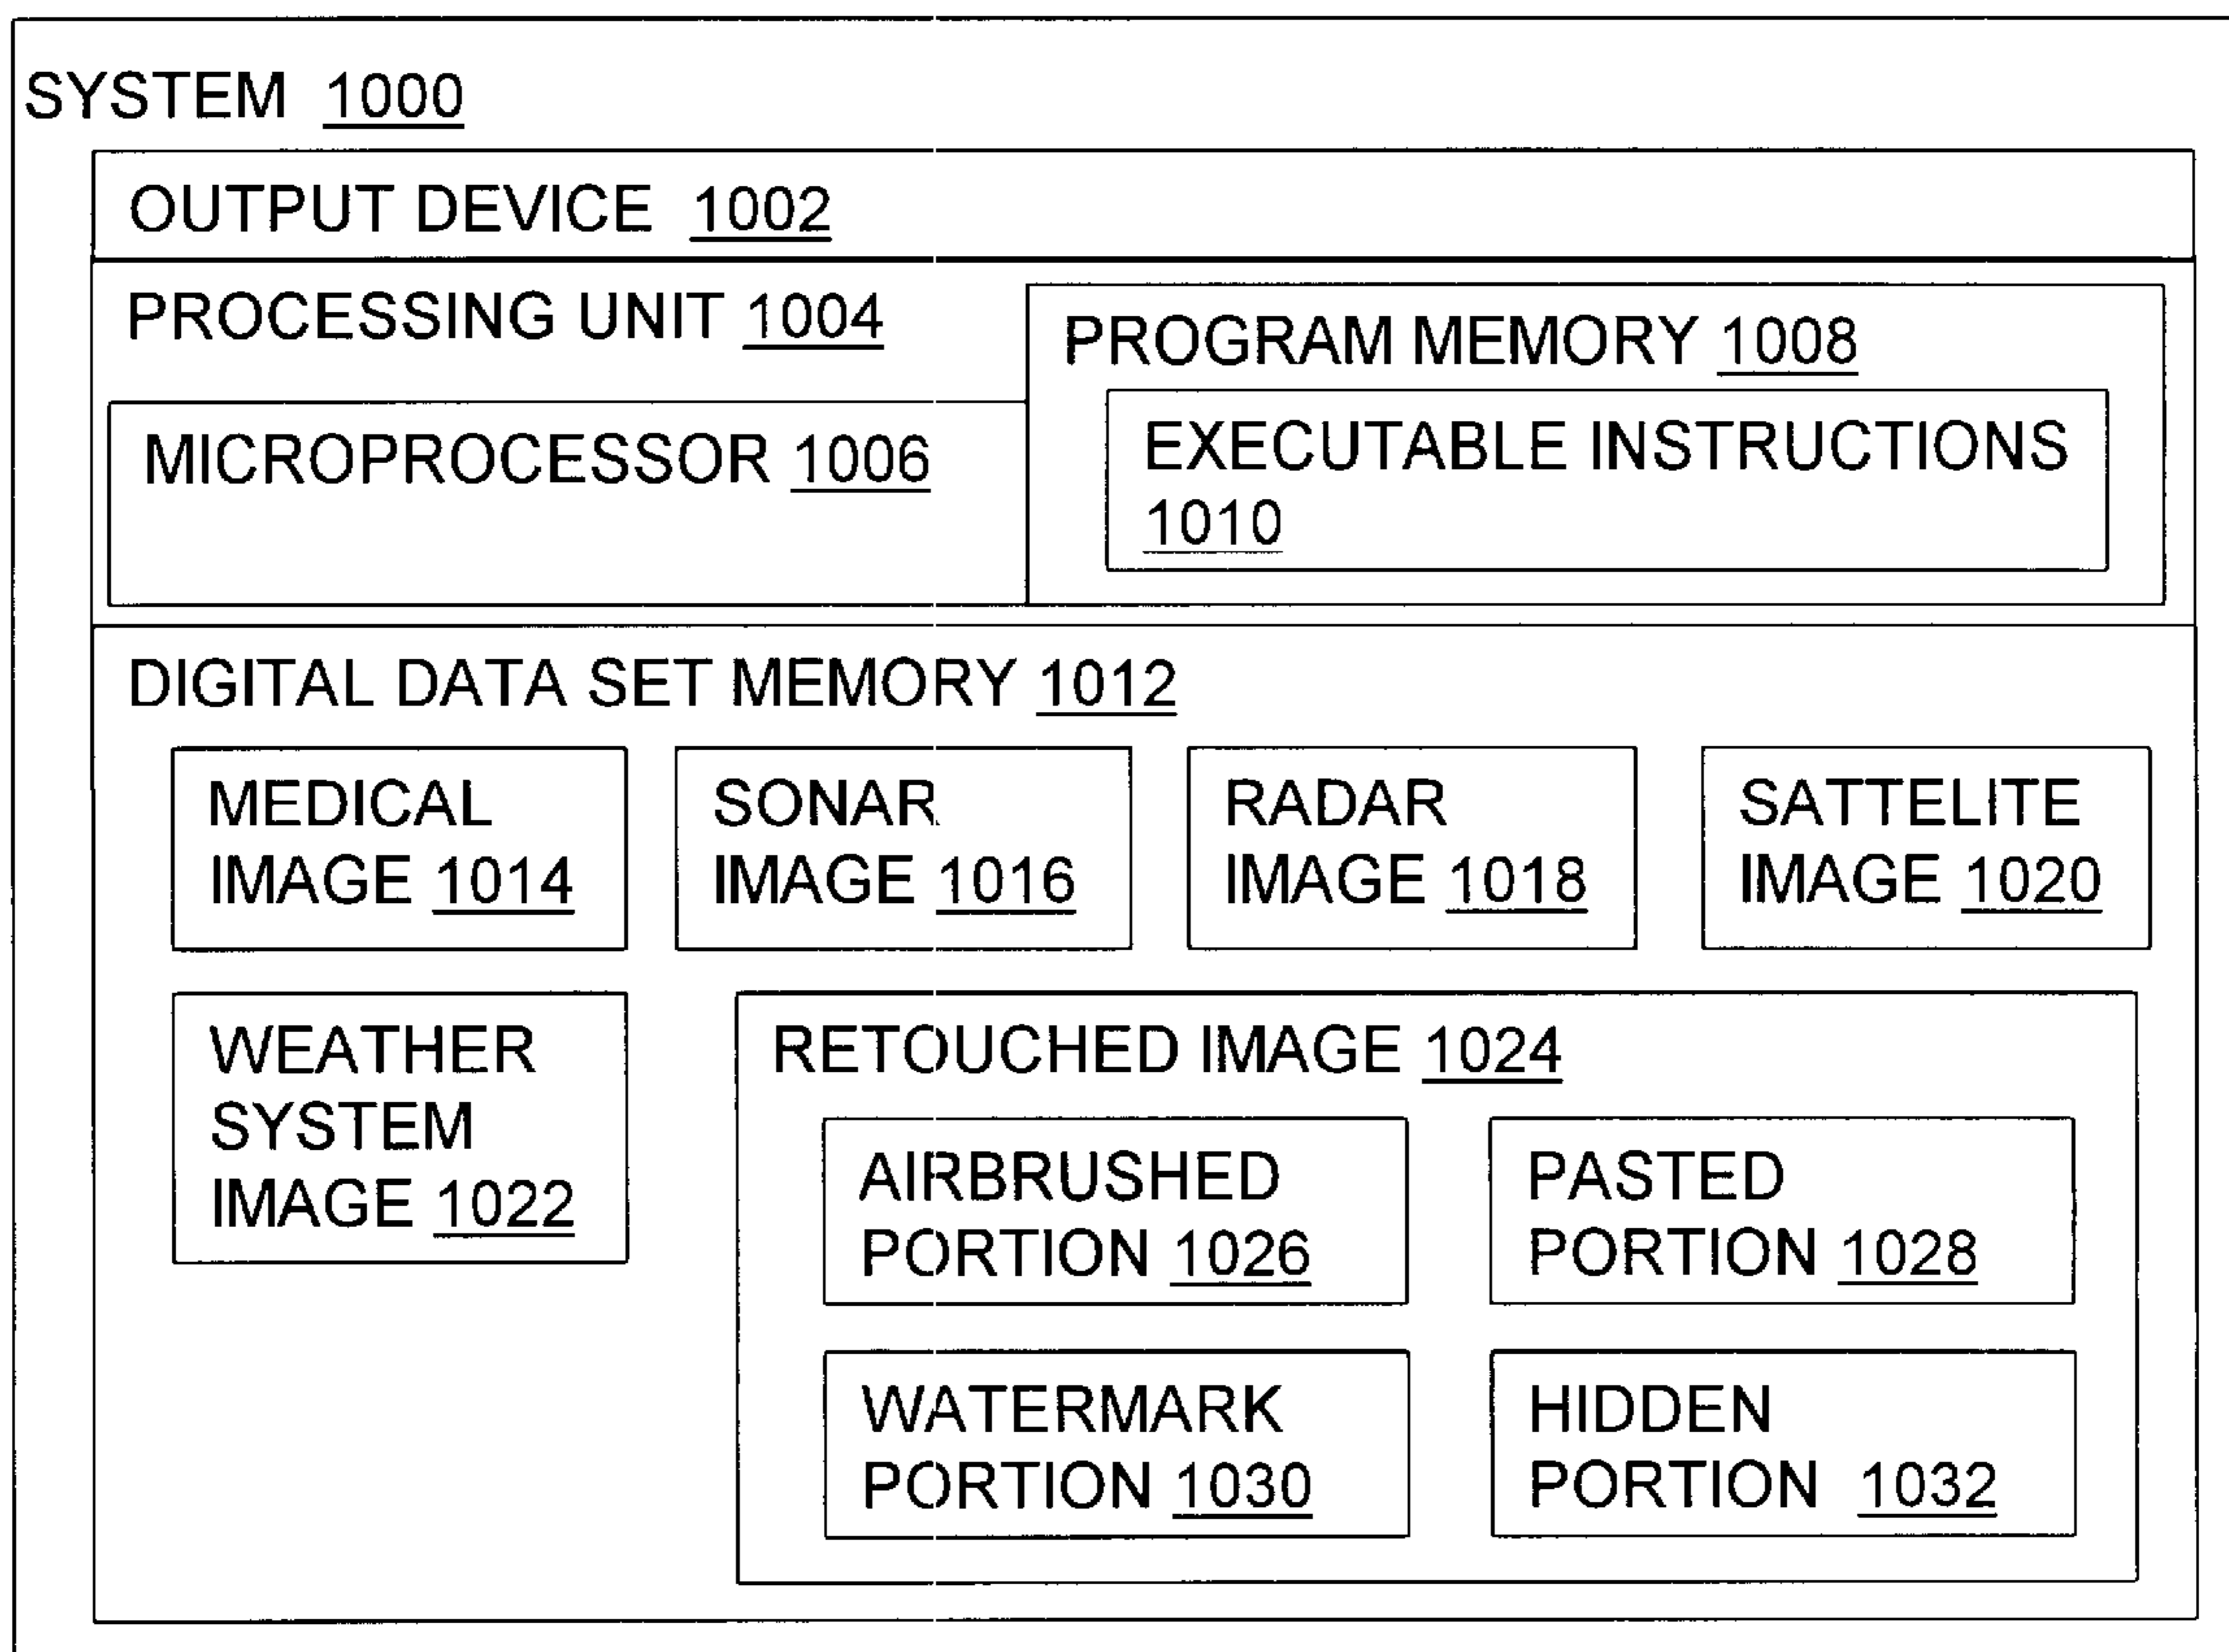 SYSTEM 1000
OUTPUT DEVICE 1002
PROCESSING UNIT 1004
MICROPROCESSOR 1006
PROGRAM MEMORY 1008
EXECUTABLE INSTRUCTIONS
1010
DIGITAL DATA SET MEMORY 1012
MEDICAL
IMAGE 1014
SONAR
IMAGE 1016
RADAR
IMAGE 1018
SATTELITE
IMAGE 1020
WEATHER
SYSTEM
IMAGE 1022
RETOUCHED IMAGE 1024
AIRBRUSHED
PORTION 1026
PASTED
PORTION 1028
WATERMARK
PORTION 1030
HIDDEN
PORTION 1032